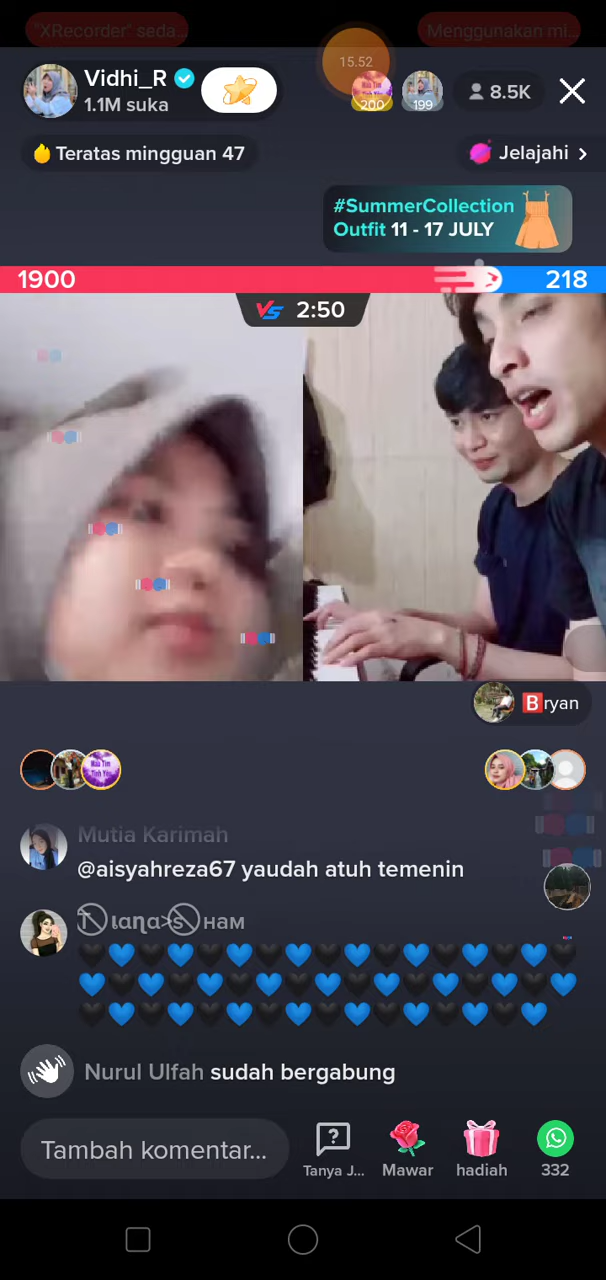 "XRecorder" seda...
Menggunakan mi...
15.52
Vidhi_R
1.1M suka
200
199
8.5K
Teratas mingguan 47
Jelajahi >
#SummerCollection
Outfit 11 - 17 JULY
1900
218
VS 2:50
🅱ryan
Mutia Karimah
@aisyahreza67 yaudah atuh temenin
🖤💙🖤💙🖤💙🖤💙🖤💙🖤💙🖤💙🖤💙🖤
💙🖤💙🖤💙🖤💙🖤💙🖤💙🖤💙🖤💙🖤💙
🖤💙🖤💙🖤💙🖤💙🖤💙🖤💙🖤💙🖤💙
Nurul Ulfah sudah bergabung
Tambah komentar...
Tanya J...
Mawar
hadiah
332